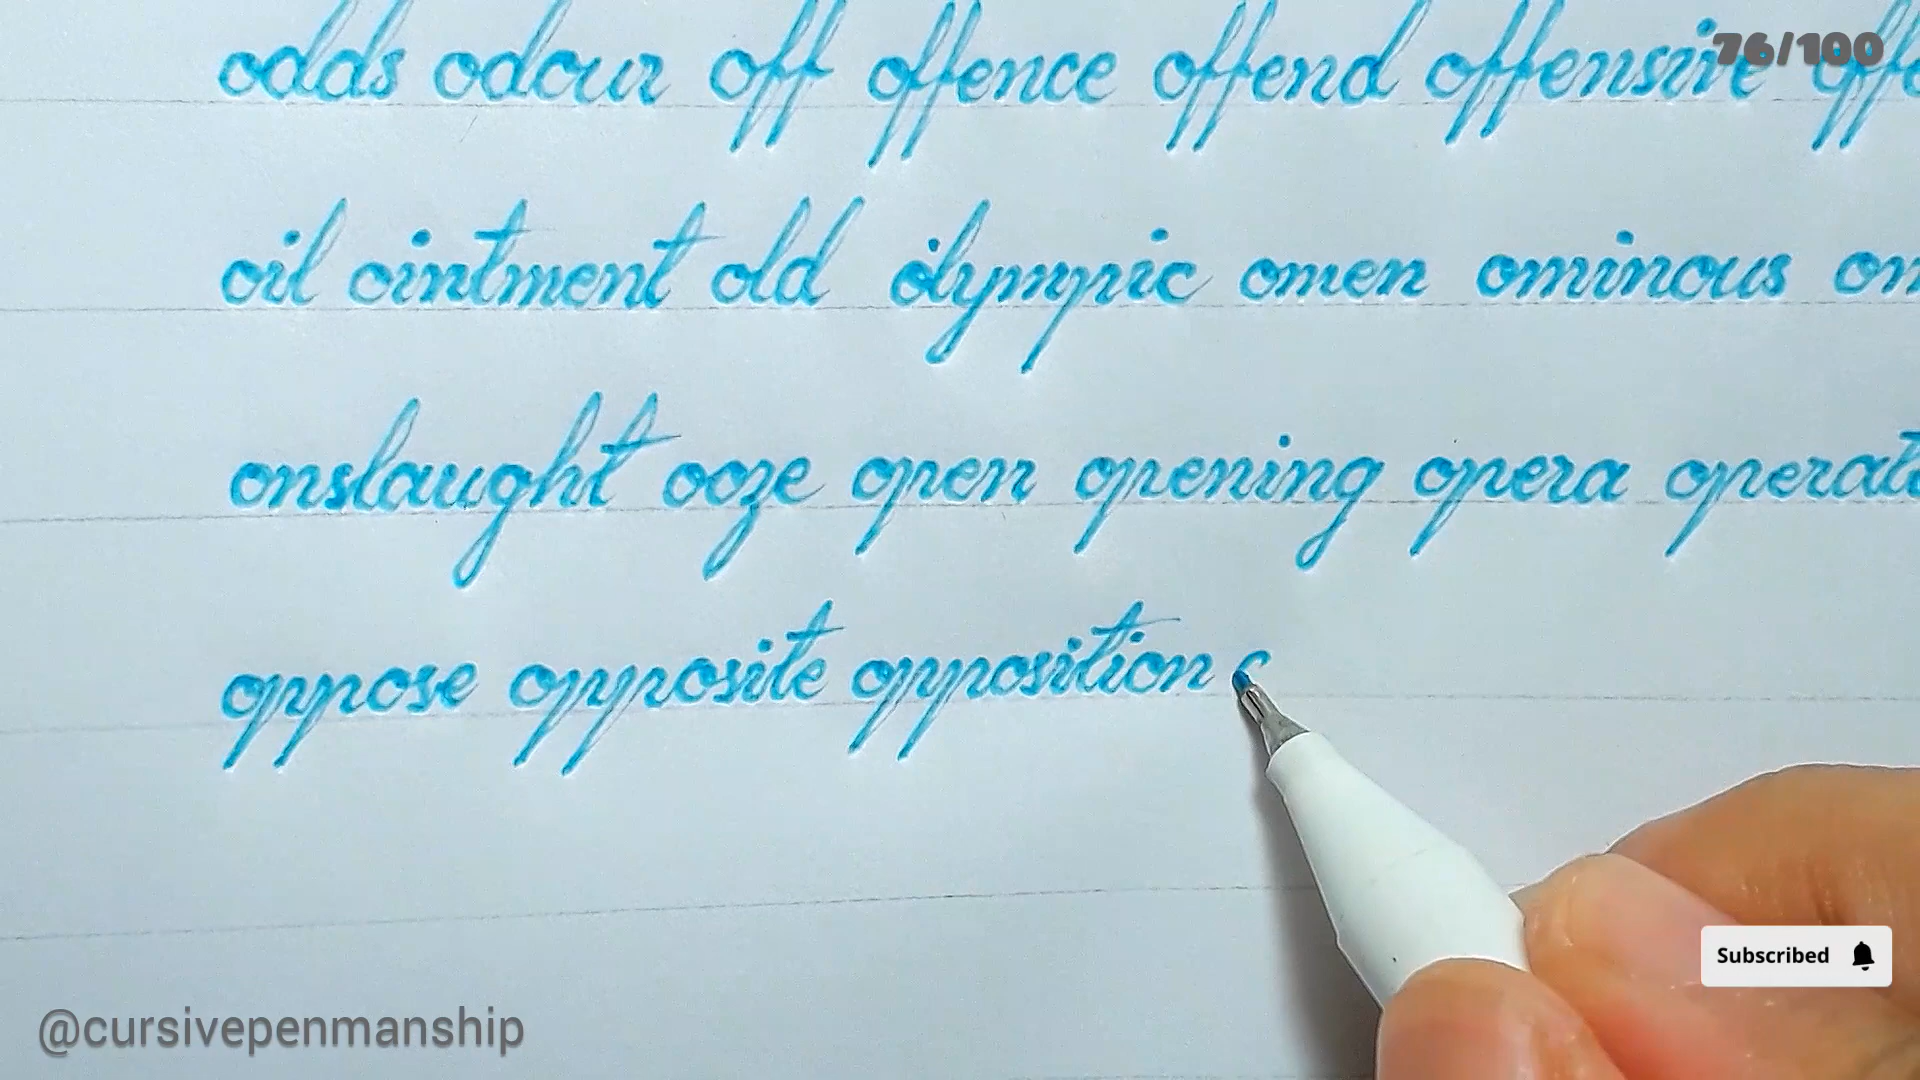 76/100
odds odour off offence offend offensive
oil ointment old olympic omen ominous
onslaught ooze open opening opera
oppose opposite opposition
Subscribed
@cursivepenmanship